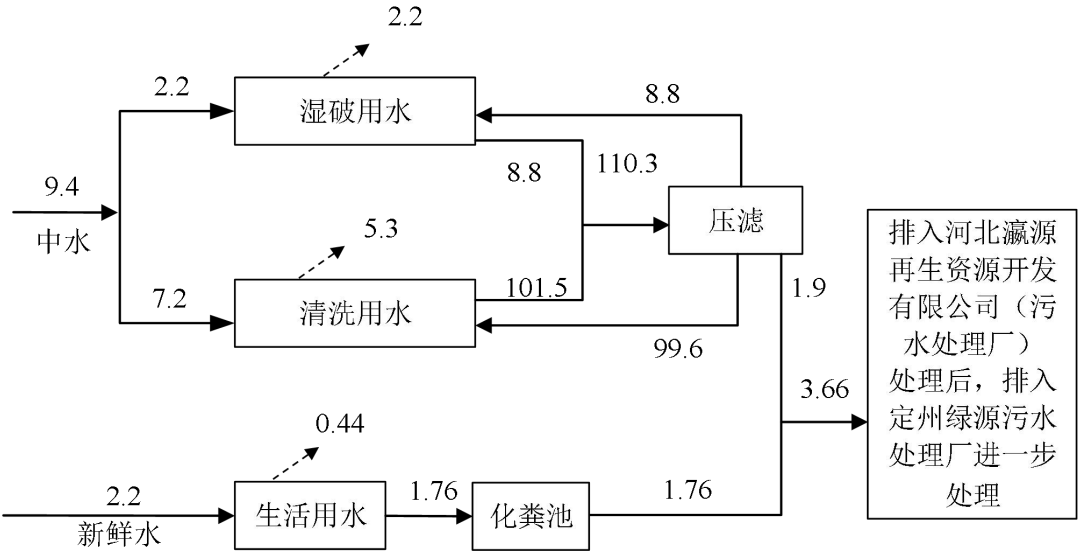 2.2
2.2
湿破用水
8.8
9.4
8.8
110.3
中水
压滤
5.3
7.2
清洗用水
101.5
99.6
1.9
排入河北瀛源
再生资源开发
有限公司（污
水处理厂）
处理后，排入
定州绿源污水
处理厂进一步
处理
3.66
0.44
2.2
新鲜水
生活用水
1.76
化粪池
1.76